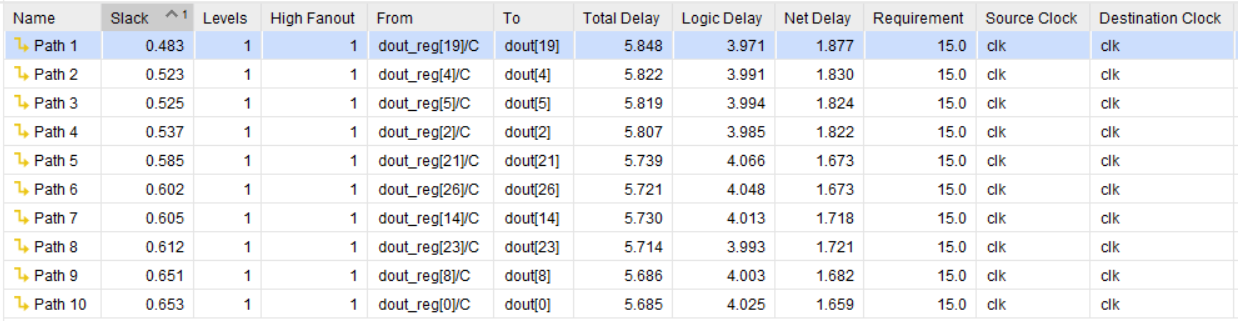 Name Slack 1 Levels High Fanout From To Total Delay Logic Delay Net Delay Requirement Source Clock Destination Clock
Path 1 0.483 1 1 dout_reg[19]/C dout[19] 5.848 3.971 1.877 15.0 clk clk
Path 2 0.523 1 1 dout_reg[4]/C dout[4] 5.822 3.991 1.830 15.0 clk clk
Path 3 0.525 1 1 dout_reg[5]/C dout[5] 5.819 3.994 1.824 15.0 clk clk
Path 4 0.537 1 1 dout_reg[2]/C dout[2] 5.807 3.985 1.822 15.0 clk clk
Path 5 0.585 1 1 dout_reg[21]/C dout[21] 5.739 4.066 1.673 15.0 clk clk
Path 6 0.602 1 1 dout_reg[26]/C dout[26] 5.721 4.048 1.673 15.0 clk clk
Path 7 0.605 1 1 dout_reg[14]/C dout[14] 5.730 4.013 1.718 15.0 clk clk
Path 8 0.612 1 1 dout_reg[23]/C dout[23] 5.714 3.993 1.721 15.0 clk clk
Path 9 0.651 1 1 dout_reg[8]/C dout[8] 5.686 4.003 1.682 15.0 clk clk
Path 10 0.653 1 1 dout_reg[0]/C dout[0] 5.685 4.025 1.659 15.0 clk clk